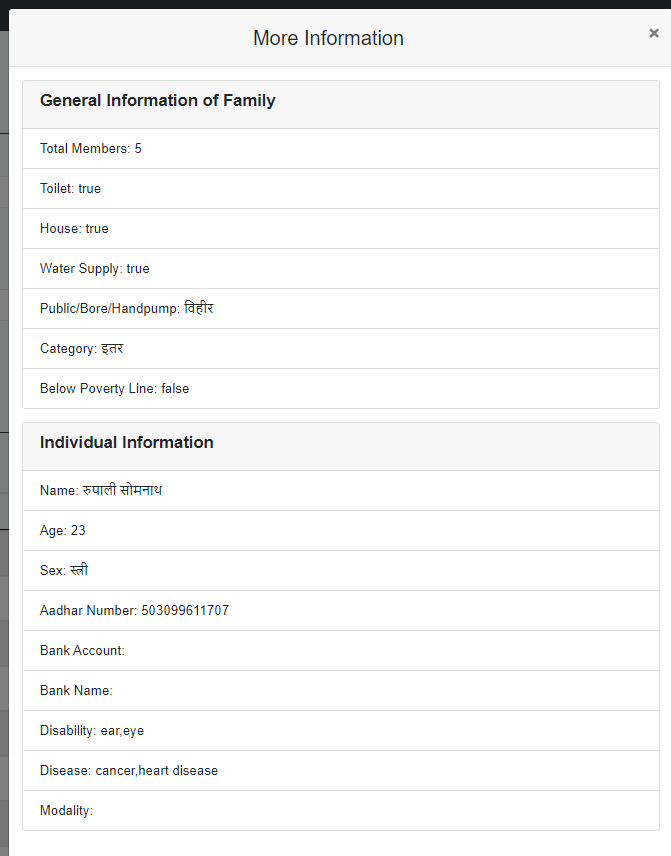 More Information
×
General Information of Family
Total Members: 5
Toilet: true
House: true
Water Supply: true
Public/Bore/Handpump: विहीर
Category: इतर
Below Poverty Line: false
Individual Information
Name: रुपाली सोमनाथ
Age: 23
Sex: स्त्री
Aadhar Number: 503099611707
Bank Account:
Bank Name:
Disability: ear,eye
Disease: cancer,heart disease
Modality: